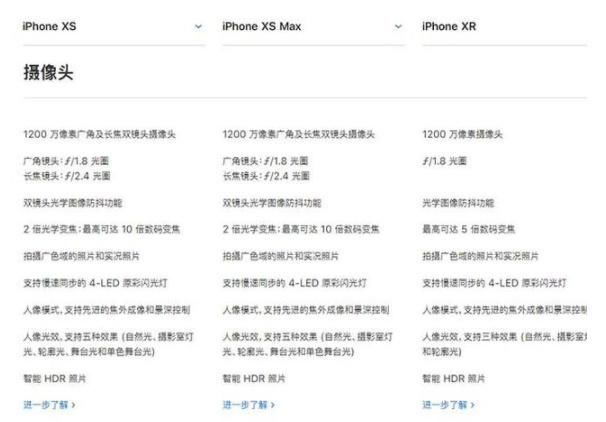 iPhone XS
iPhone XS Max
iPhone XR
摄像头
1200 万像素广角及长焦双镜头摄像头
广角镜头：ƒ/1.8 光圈
长焦镜头：ƒ/2.4 光圈
双镜头光学图像防抖功能
2 倍光学变焦；最高可达 10 倍数码变焦
拍摄广色域的照片和实况照片
支持慢速同步的 4-LED 原彩闪光灯
人像模式，支持先进的焦外成像和景深控制
人像光效，支持五种效果 (自然光、摄影室灯
光、轮廓光、舞台光和单色舞台光)
智能 HDR 照片
进一步了解 >
1200 万像素广角及长焦双镜头摄像头
广角镜头：ƒ/1.8 光圈
长焦镜头：ƒ/2.4 光圈
双镜头光学图像防抖功能
2 倍光学变焦；最高可达 10 倍数码变焦
拍摄广色域的照片和实况照片
支持慢速同步的 4-LED 原彩闪光灯
人像模式，支持先进的焦外成像和景深控制
人像光效，支持五种效果 (自然光、摄影室灯
光、轮廓光、舞台光和单色舞台光)
智能 HDR 照片
进一步了解 >
1200 万像素摄像头
ƒ/1.8 光圈
光学图像防抖功能
最高可达 5 倍数码变焦
拍摄广色域的照片和实况照片
支持慢速同步的 4-LED 原彩闪光灯
人像模式，支持先进的焦外成像和景深控
人像光效，支持三种效果 (自然光、摄影室
和轮廓光)
智能 HDR 照片
进一步了解 >